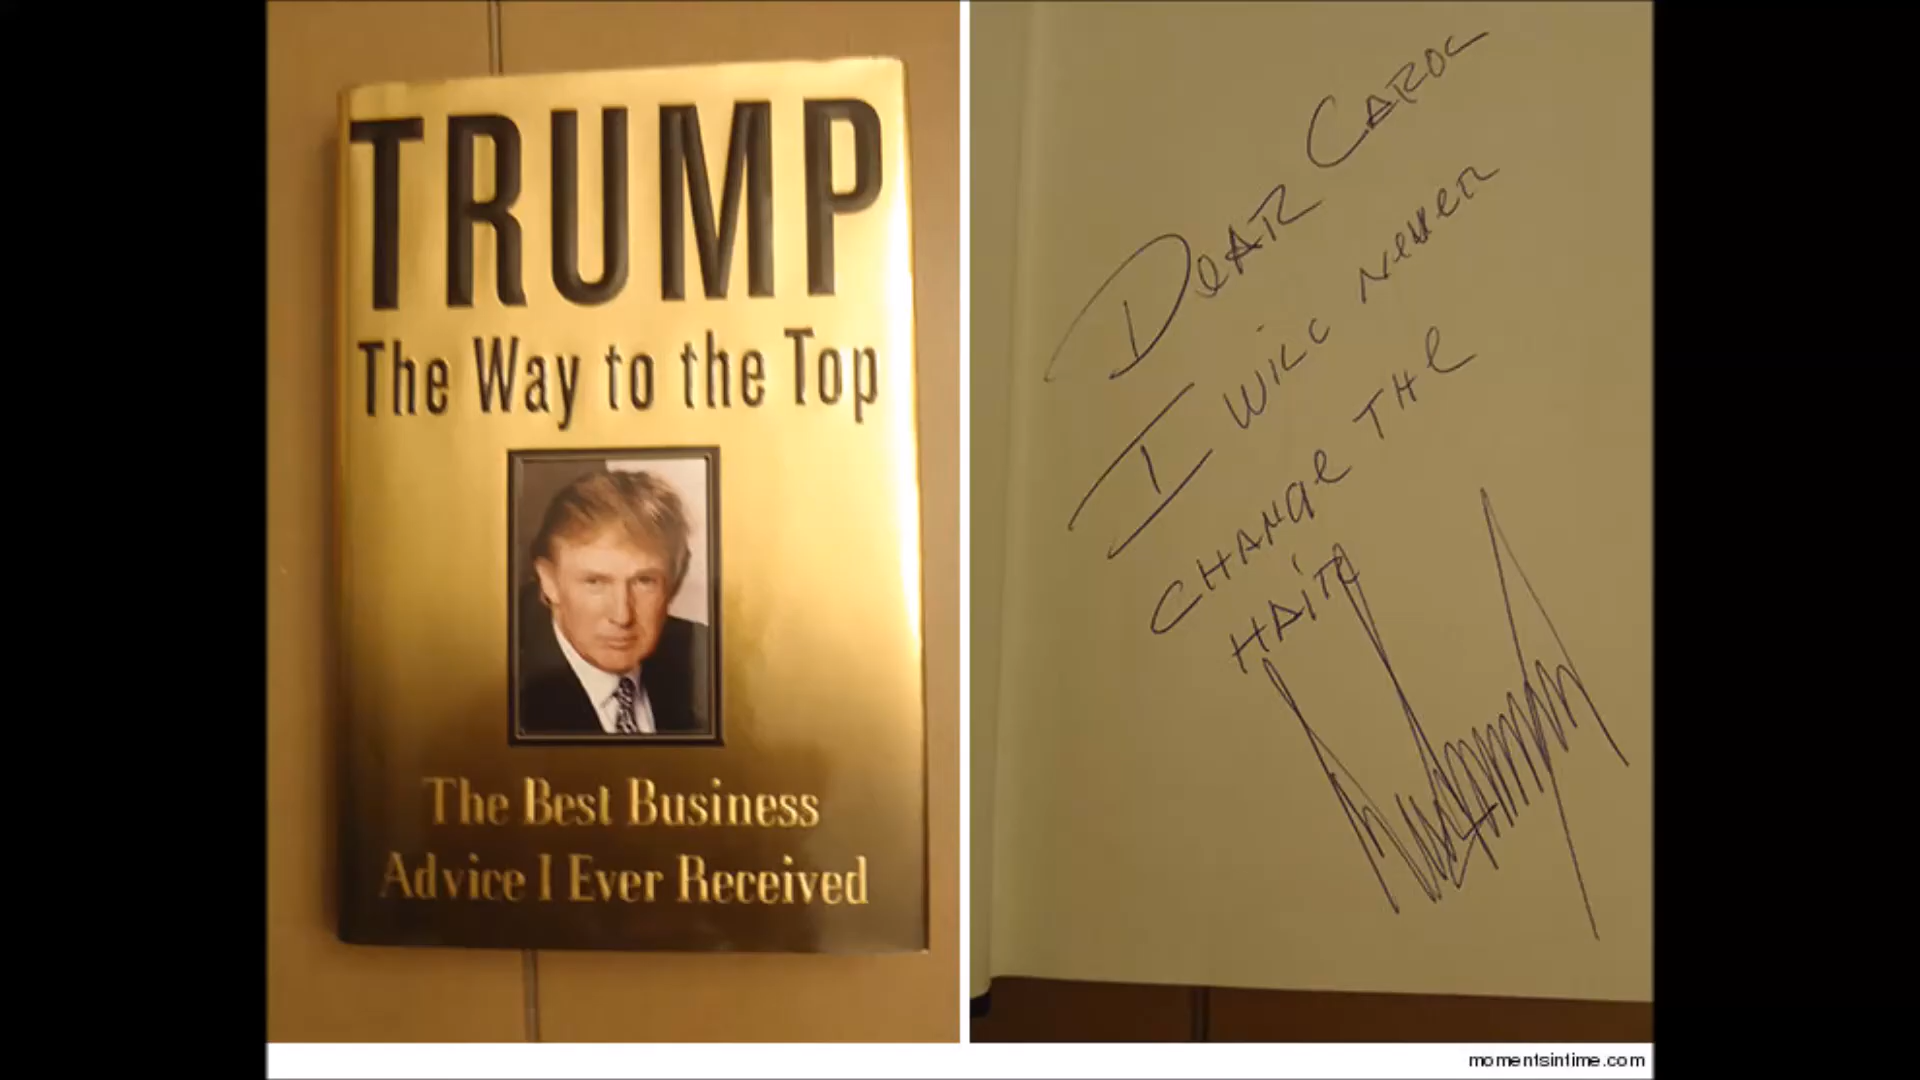 TRUMP
The Way to the Top
The Best Business
Advice I Ever Received
DEAR CAROL
I WILL NEVER
CHANGE THE
HAIR
momentsintime.com